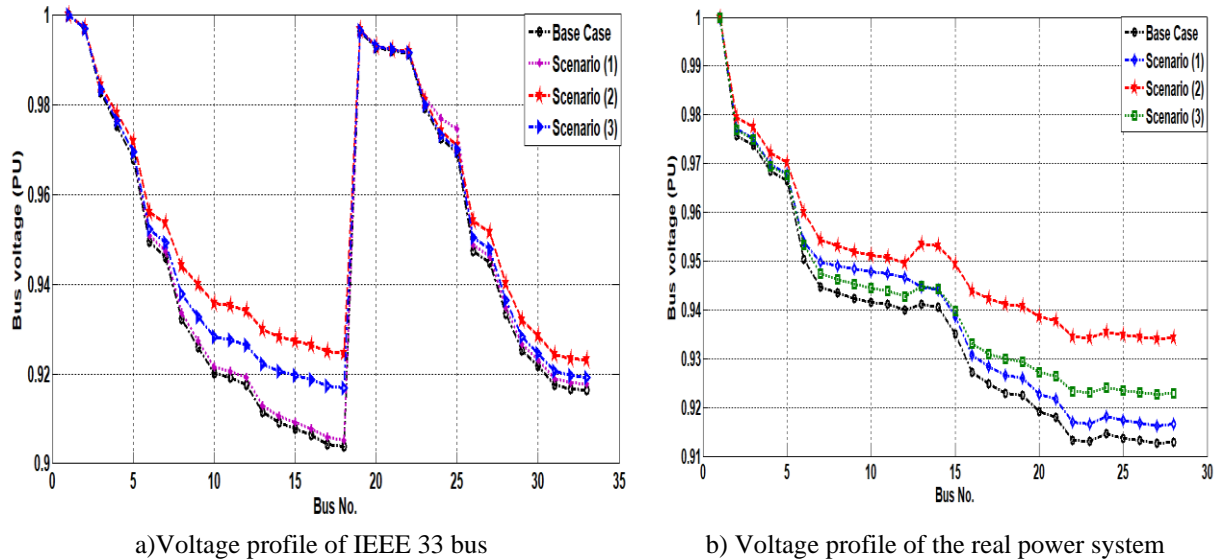 1
0.98
0.96
0.94
0.92
0.9
0
5
10
15
20
25
30
35
Bus voltage (PU)
Bus No.
Base Case
Scenario (1)
Scenario (2)
Scenario (3)
a)Voltage profile of IEEE 33 bus
1
0.99
0.98
0.97
0.96
0.95
0.94
0.93
0.92
0.91
0
5
10
15
20
25
30
Bus voltage (PU)
Bus No.
Base Case
Scenario (1)
Scenario (2)
Scenario (3)
b) Voltage profile of the real power system